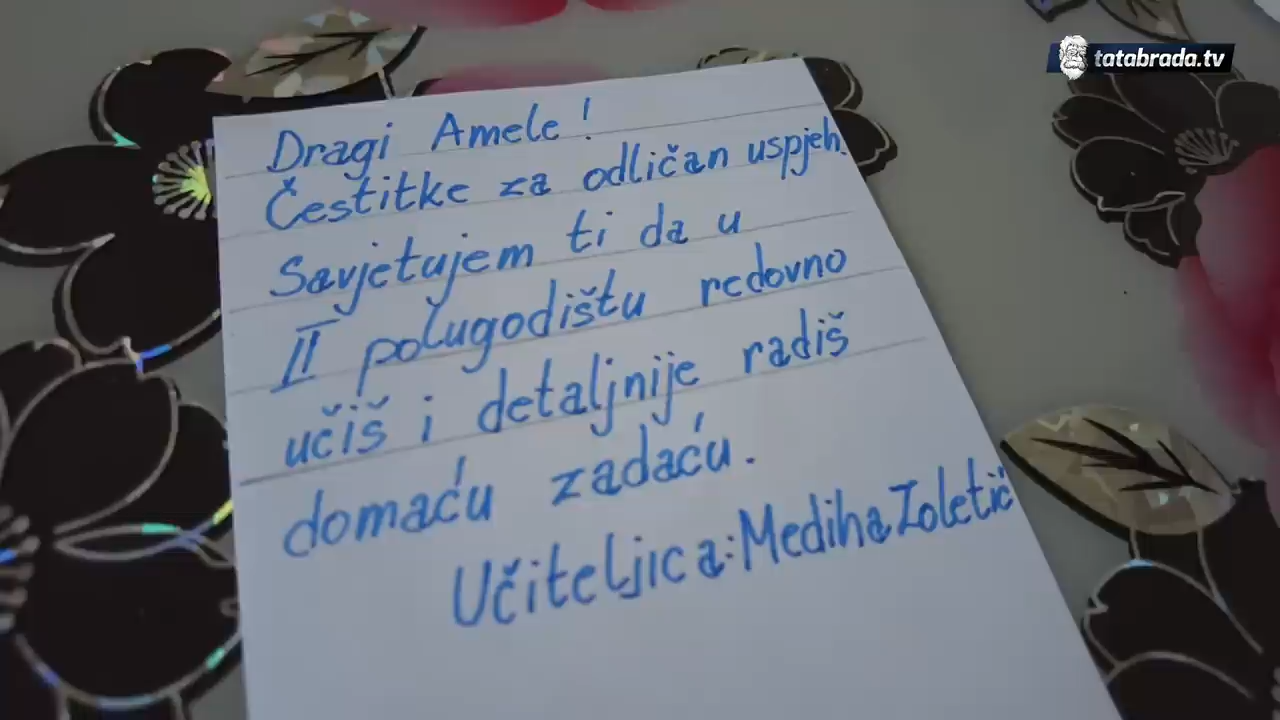 tatabrada.tv
Dragi Amele!
Čestitke za odličan uspjeh.
Savjetujem ti da u
II polugodištu redovno
učiš i detaljnije radiš
domaću zadaću.
Učiteljica: Mediha Zoletić